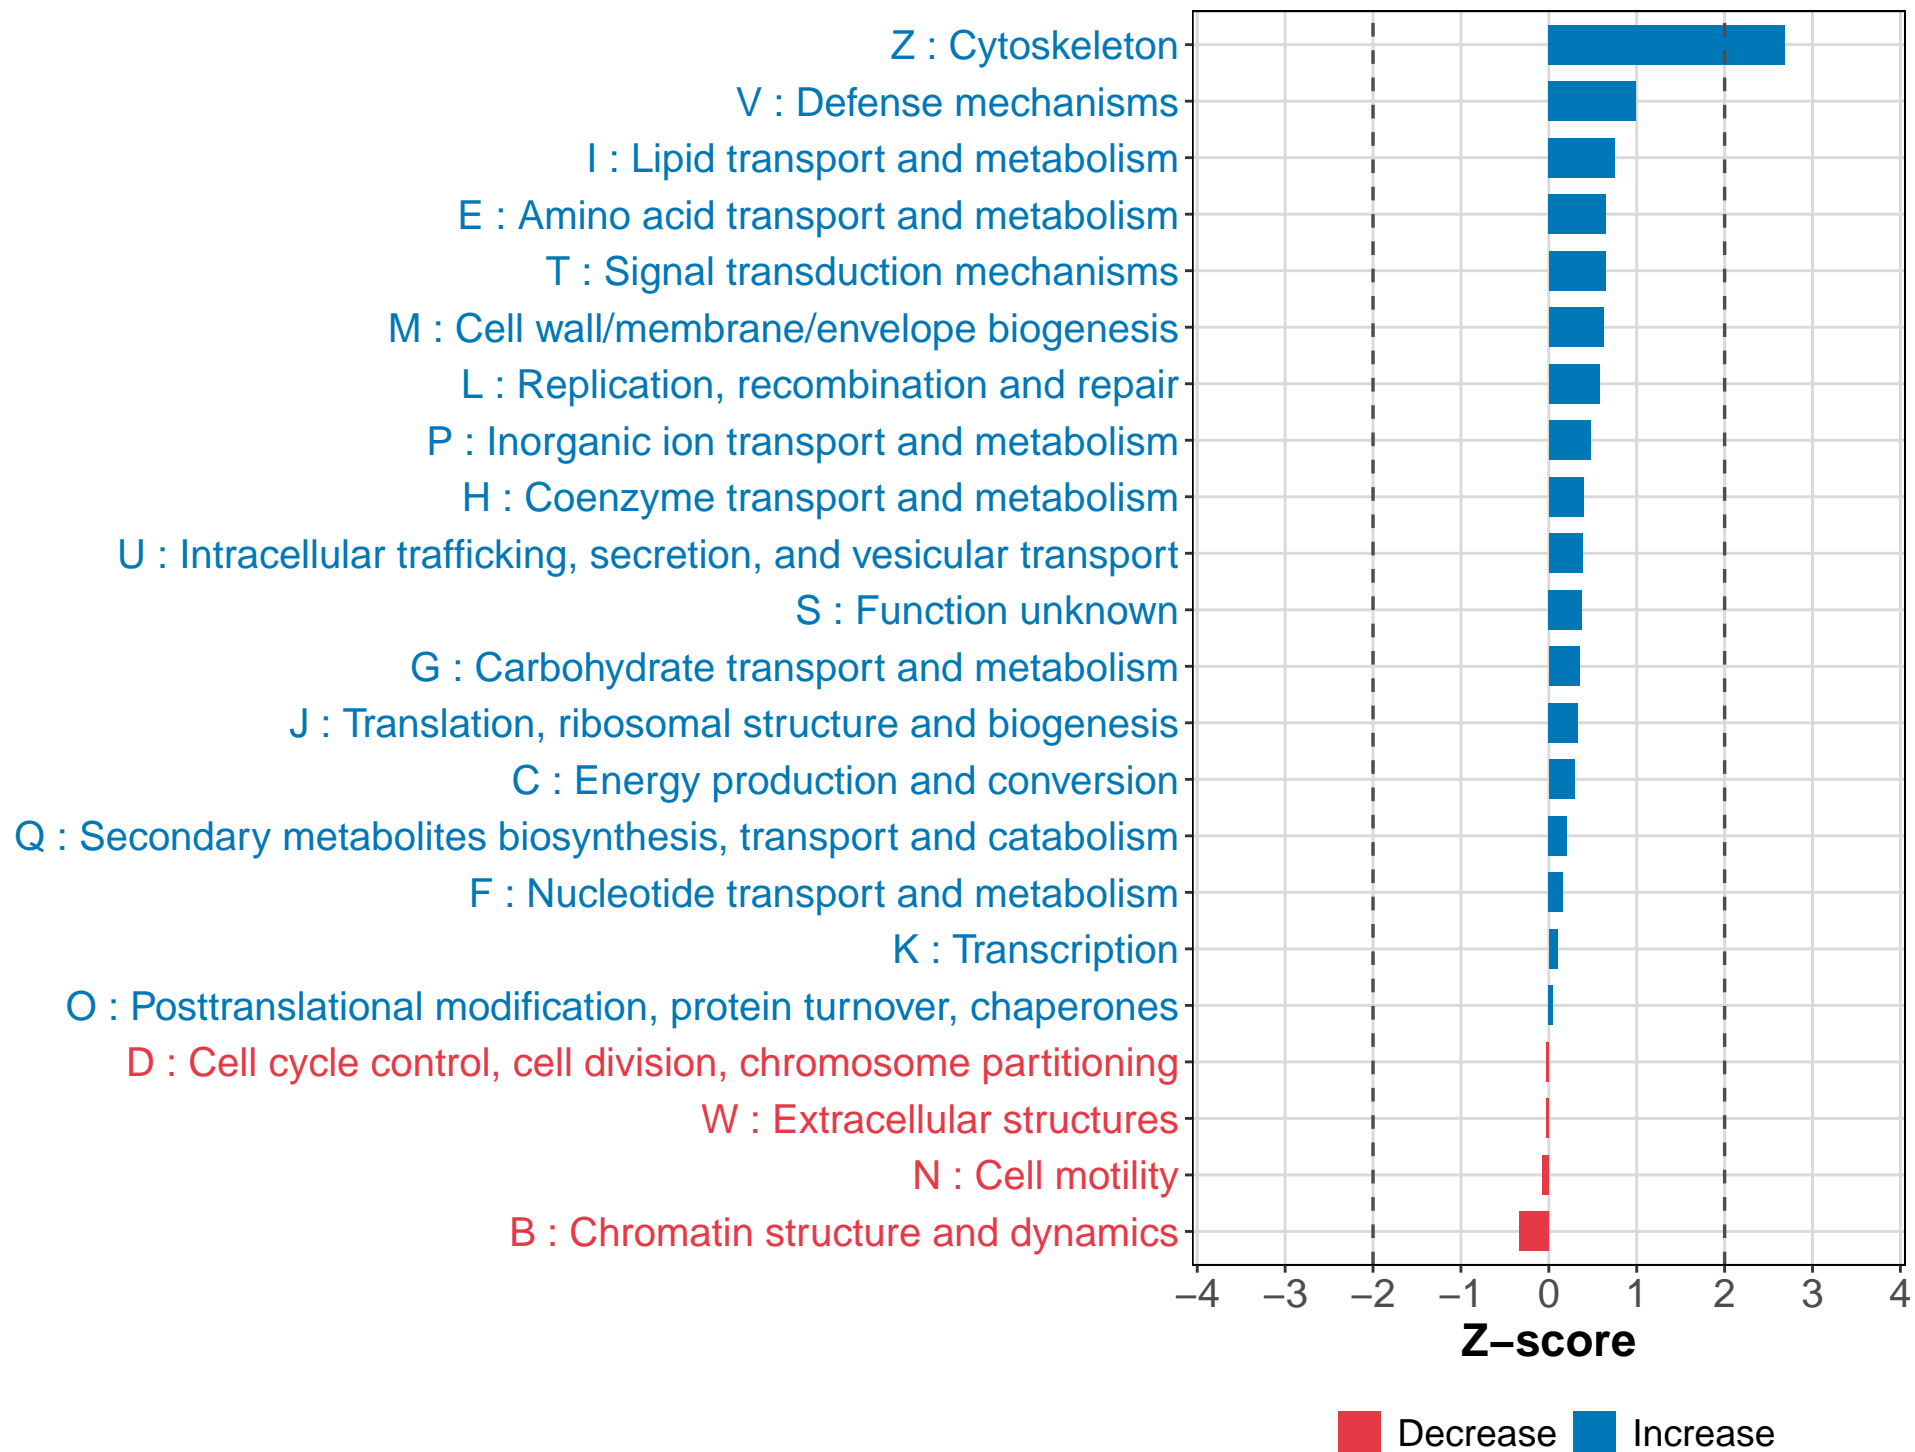 Z : Cytoskeleton
V : Defense mechanisms
I : Lipid transport and metabolism
E : Amino acid transport and metabolism
T : Signal transduction mechanisms
M : Cell wall/membrane/envelope biogenesis
L : Replication, recombination and repair
P : Inorganic ion transport and metabolism
H : Coenzyme transport and metabolism
U : Intracellular trafficking, secretion, and vesicular transport
S : Function unknown
G : Carbohydrate transport and metabolism
J : Translation, ribosomal structure and biogenesis
C : Energy production and conversion
Q : Secondary metabolites biosynthesis, transport and catabolism
F : Nucleotide transport and metabolism
K : Transcription
O : Posttranslational modification, protein turnover, chaperones
D : Cell cycle control, cell division, chromosome partitioning
W : Extracellular structures
N : Cell motility
B : Chromatin structure and dynamics
−4 −3 −2 −1 0 1 2 3 4
Z−score
Decrease Increase